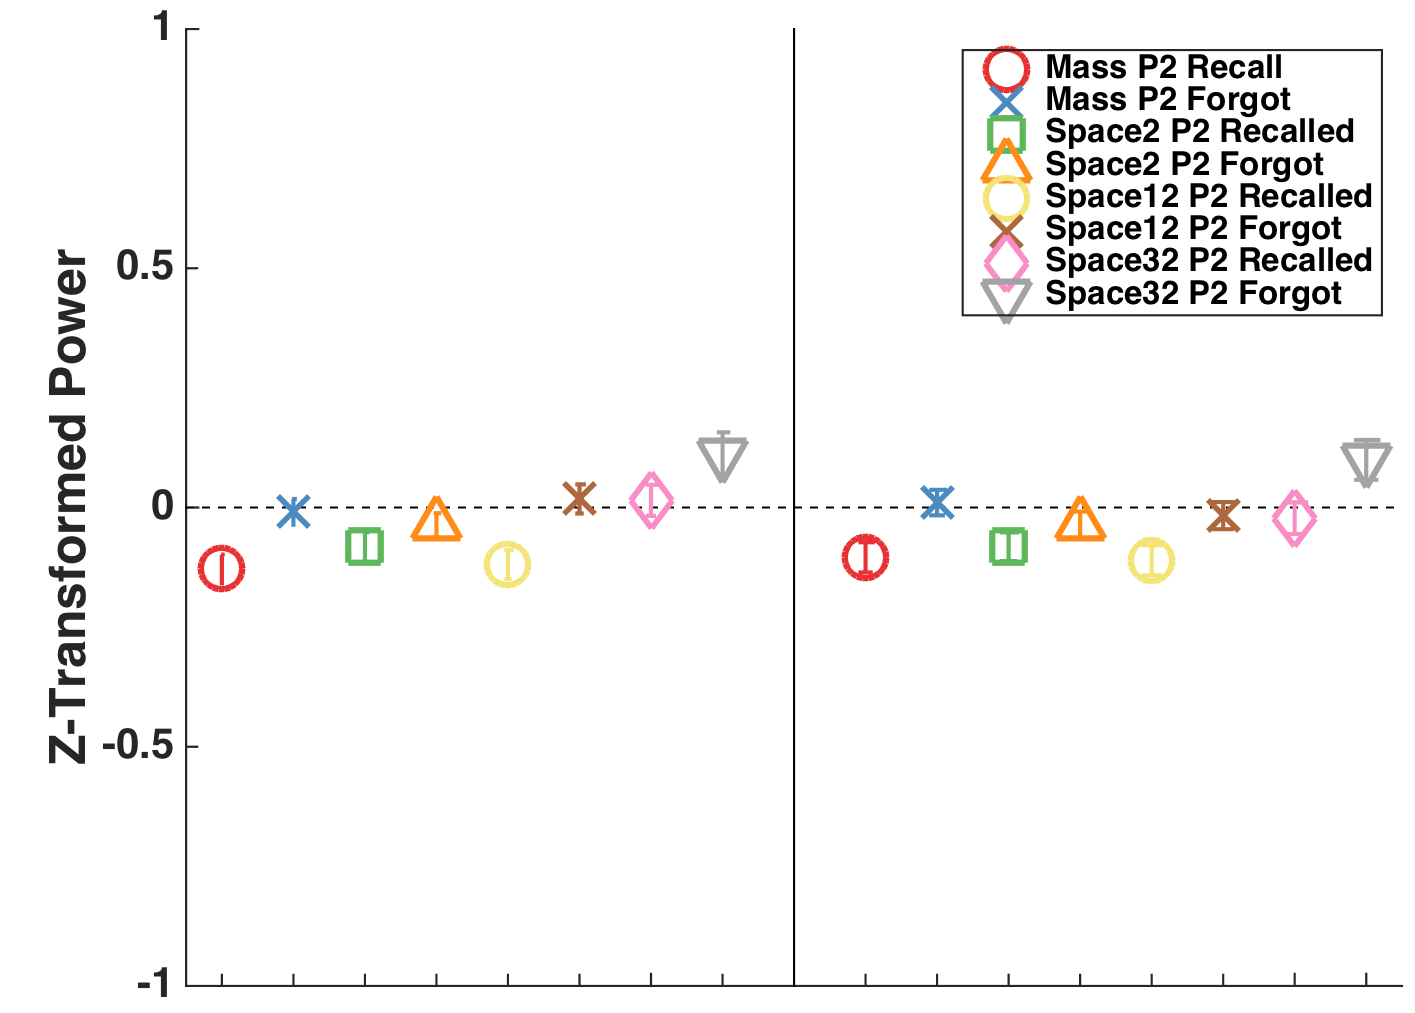 1
0.5
0
-0.5
-1
Z-Transformed Power
Mass P2 Recall
Mass P2 Forgot
Space2 P2 Recalled
Space2 P2 Forgot
Space12 P2 Recalled
Space12 P2 Forgot
Space32 P2 Recalled
Space32 P2 Forgot